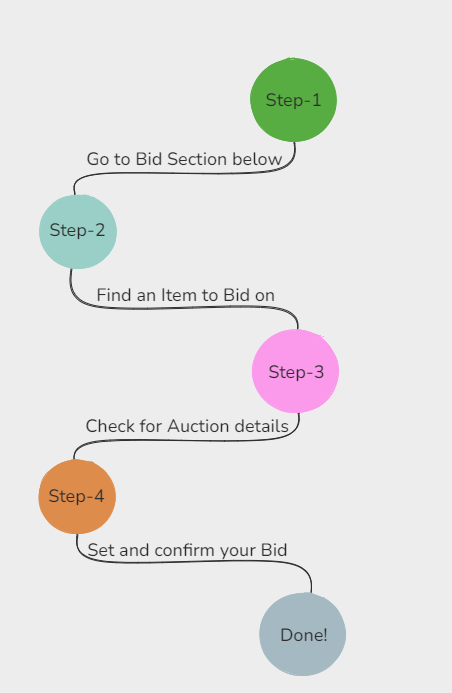 Step-1
Go to Bid Section below
Step-2
Find an Item to Bid on
Step-3
Check for Auction details
Step-4
Set and confirm your Bid
Done!